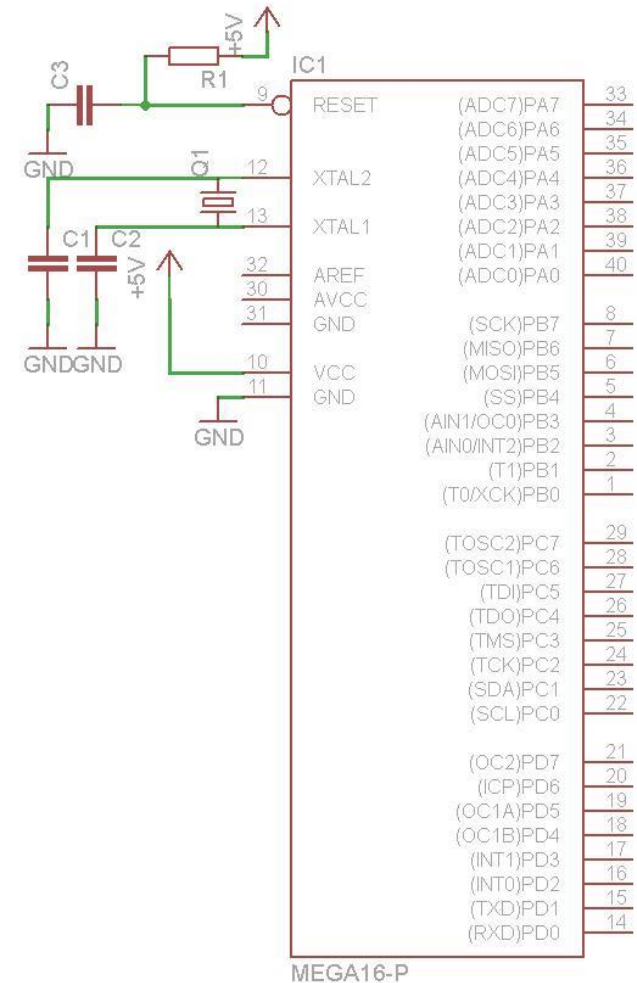 +5V
IC1
C3
R1
9
RESET
(ADC7)PA7
33
(ADC6)PA6
34
(ADC5)PA5
35
GND
Q1
12
XTAL2
(ADC4)PA4
36
(ADC3)PA3
37
13
XTAL1
(ADC2)PA2
38
C1
C2
+5V
(ADC1)PA1
39
32
AREF
(ADC0)PA0
40
30
AVCC
31
GND
(SCK)PB7
8
(MISO)PB6
7
GND
GND
10
VCC
(MOSI)PB5
6
11
GND
(SS)PB4
5
(AIN1/OC0)PB3
4
GND
(AIN0/INT2)PB2
3
(T1)PB1
2
(T0/XCK)PB0
1
(TOSC2)PC7
29
(TOSC1)PC6
28
(TDI)PC5
27
(TDO)PC4
26
(TMS)PC3
25
(TCK)PC2
24
(SDA)PC1
23
(SCL)PC0
22
(OC2)PD7
21
(ICP)PD6
20
(OC1A)PD5
19
(OC1B)PD4
18
(INT1)PD3
17
(INT0)PD2
16
(TXD)PD1
15
(RXD)PD0
14
MEGA16-P